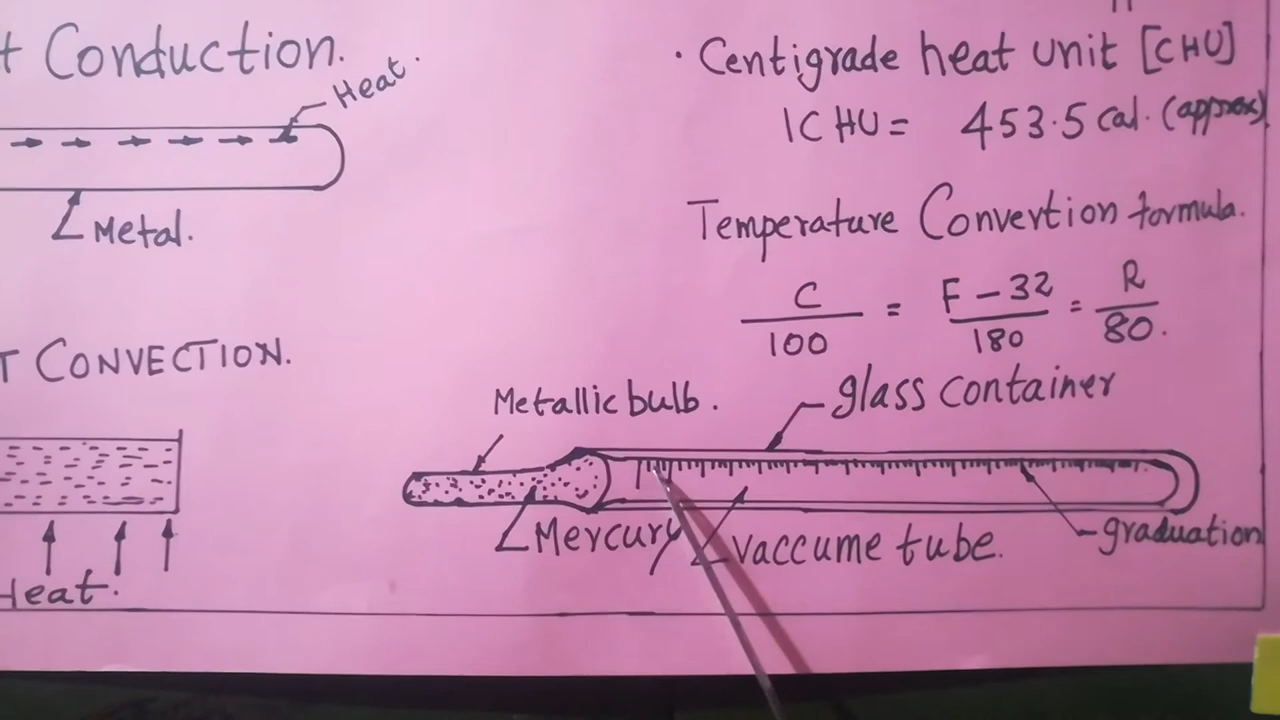 t Conduction.
Heat.
Metal.
T CONVECTION.
Heat.
· Centigrade heat unit [CHU]
1CHU = 453.5 Cal. (approx)
Temperature Convertion formula.
C/100 = F-32/180 = R/80.
Metallic bulb.
glass container
Mercury
vaccume tube.
graduation